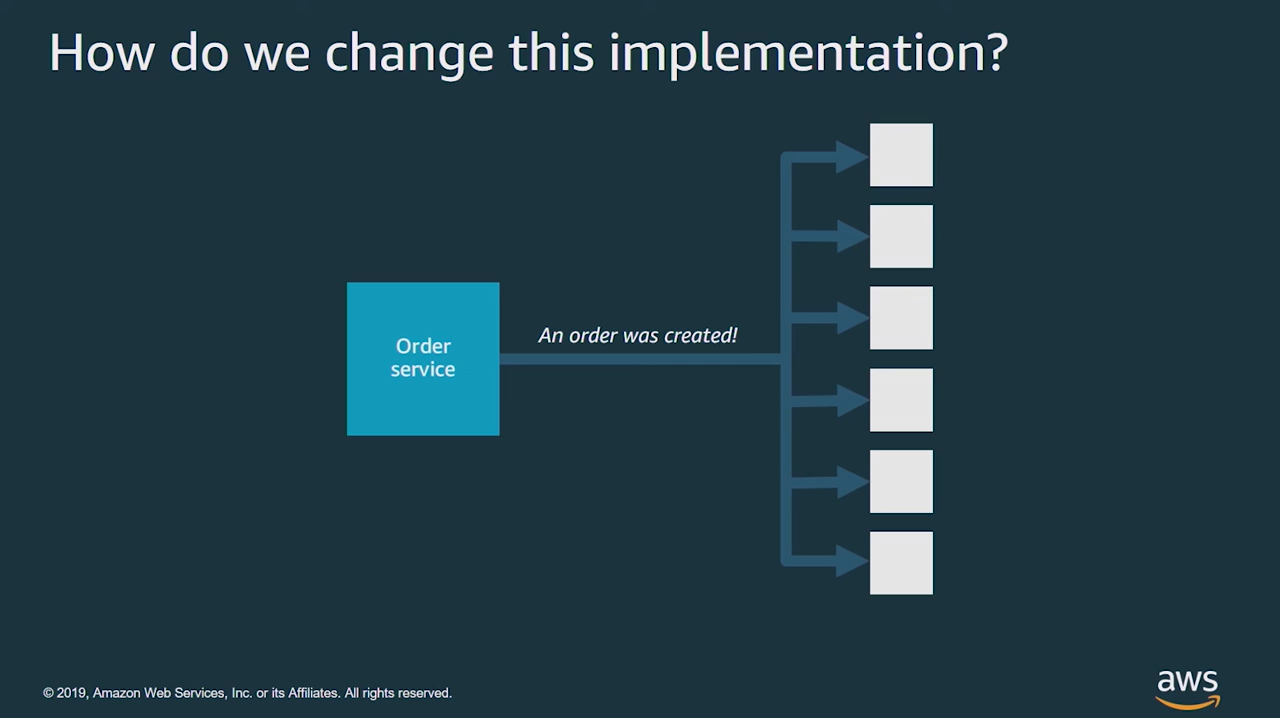 How do we change this implementation?
An order was created!
Order
service
© 2019, Amazon Web Services, Inc. or its Affiliates. All rights reserved.
aws